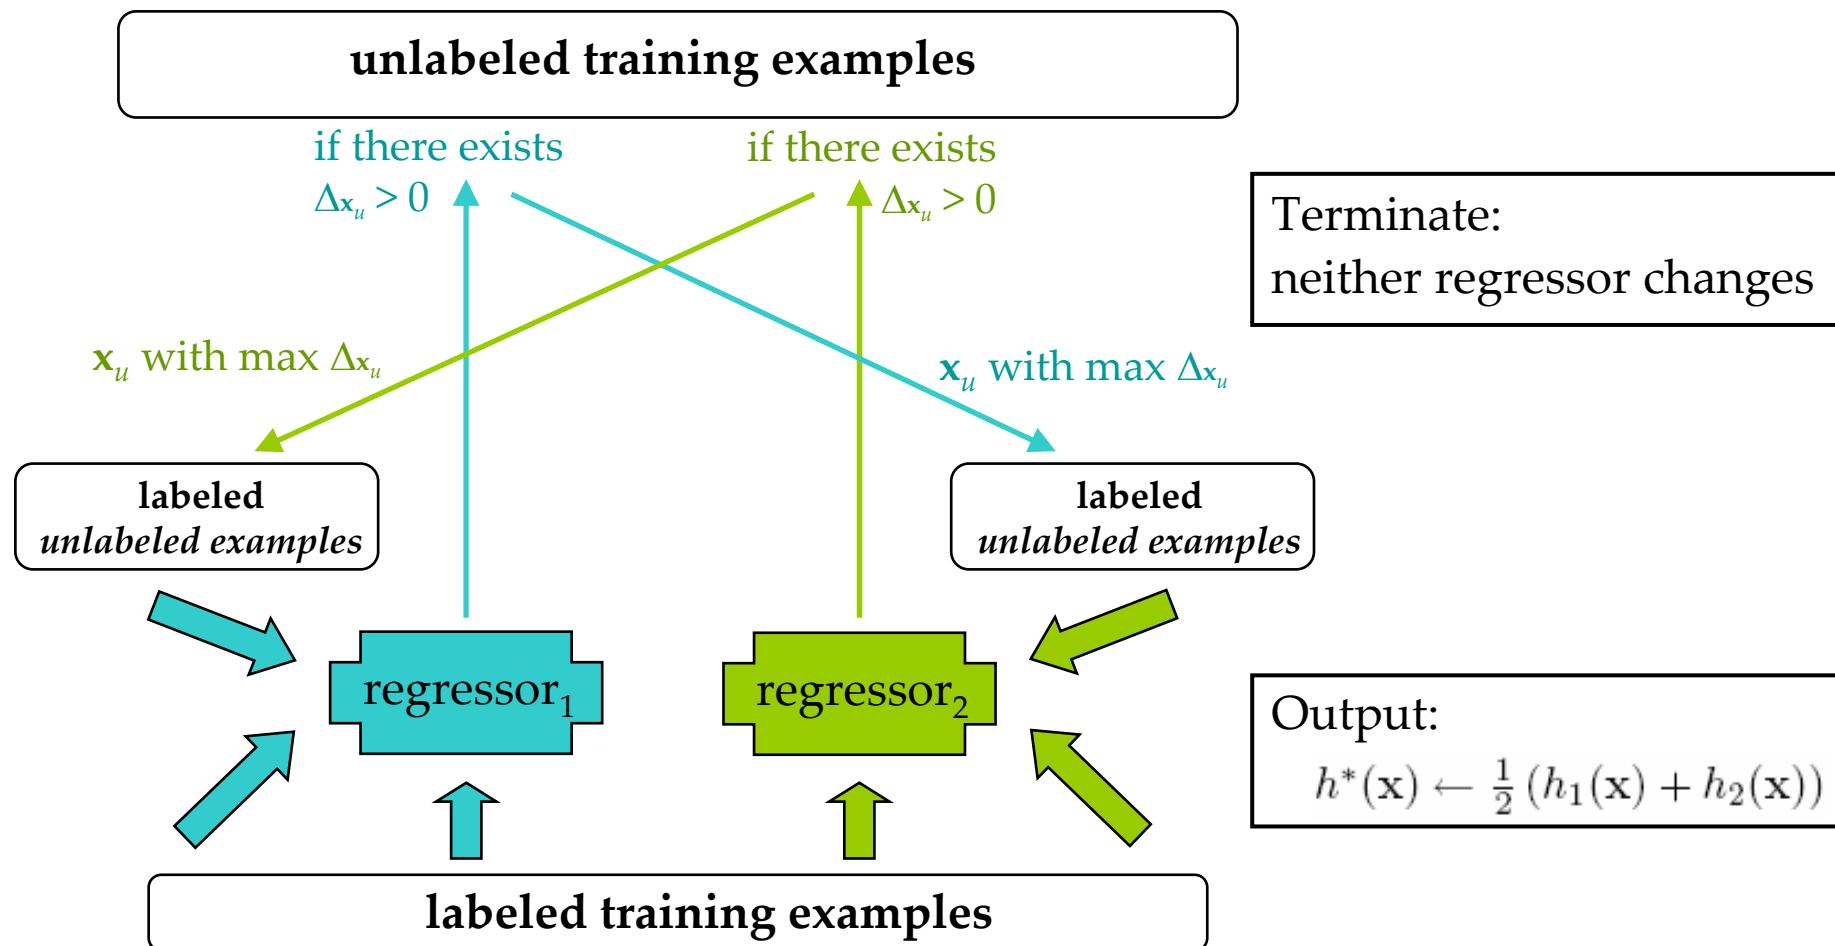 unlabeled training examples
if there exists
Δxᵤ > 0
if there exists
Δxᵤ > 0
Terminate:
neither regressor changes
xᵤ with max Δxᵤ
xᵤ with max Δxᵤ
labeled
unlabeled examples
labeled
unlabeled examples
regressor₁
regressor₂
Output:
h*(x) ← ½ (h₁(x) + h₂(x))
labeled training examples